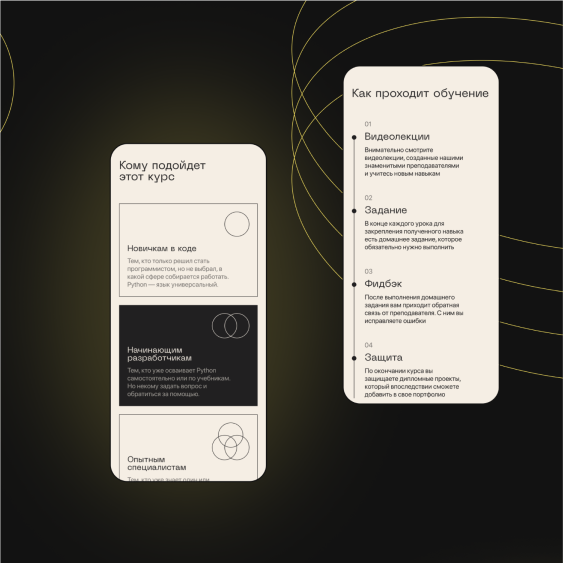 Кому подойдет
этот курс
Новичкам в коде
Тем, кто только решил стать
программистом, но не выбрал, в
какой сфере собирается работать.
Python — язык универсальный.
Начинающим
разработчикам
Тем, кто уже осваивает Python
самостоятельно или по учебникам.
Но некому задать вопрос и
обратиться за помощью.
Опытным
специалистам
Тем, кто уже знает один или
Как проходит обучение
01
Видеолекции
Внимательно смотрите
видеолекции, созданные нашими
знаменитыми преподавателями
и учитесь новым навыкам
02
Задание
В конце каждого урока для
закрепления полученного навыка
есть домашнее задание, которое
обязательно нужно выполнить
03
Фидбэк
После выполнения домашнего
задания вам приходит обратная
связь от преподавателя. С ним вы
исправляете ошибки
04
Защита
По окончании курса вы
защищаете дипломные проекты,
который впоследствии сможете
добавить в свое портфолио